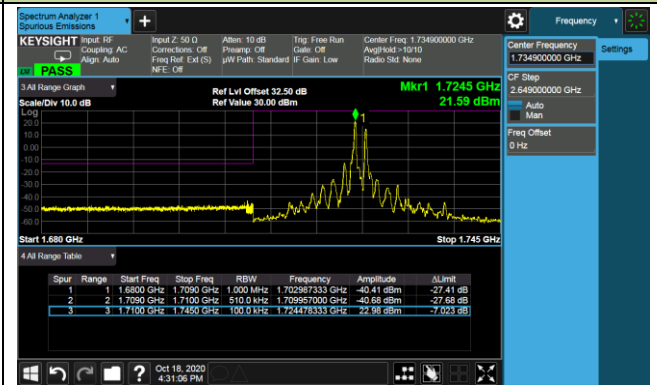 Spectrum Analyzer 1
Spurious Emissions
Frequency
KEYSIGHT Input: RF
Coupling: AC
Align: Auto
Input Z: 50 Ω
Corrections: Off
Freq Ref: Ext (S)
NFE: Off
Atten: 10 dB
Preamp: Off
µW Path: Standard
Trig: Free Run
Gate: Off
IF Gain: Low
Center Freq: 1.734900000 GHz
Avg|Hold:>10/10
Radio Std: None
PASS
Center Frequency
1.734900000 GHz
Settings
CF Step
2.649000000 GHz
Auto
Man
Freq Offset
0 Hz
3 All Range Graph
Ref Lvl Offset 32.50 dB
Mkr1 1.7245 GHz
Scale/Div 10.0 dB
Ref Value 30.00 dBm
21.59 dBm
Log
20.0
10.0
0.00
-10.0
-20.0
-30.0
-40.0
-50.0
-60.0
1
Start 1.680 GHz
Stop 1.745 GHz
4 All Range Table
Spur Range Start Freq Stop Freq RBW Frequency Amplitude ΔLimit
1 1 1.6800 GHz 1.7090 GHz 1.000 MHz 1.702987333 GHz -40.41 dBm -27.41 dB
2 2 1.7090 GHz 1.7100 GHz 510.0 kHz 1.709957000 GHz -40.68 dBm -27.68 dB
3 3 1.7100 GHz 1.7450 GHz 100.0 kHz 1.724478333 GHz 22.98 dBm -7.023 dB
Oct 18, 2020
4:31:06 PM